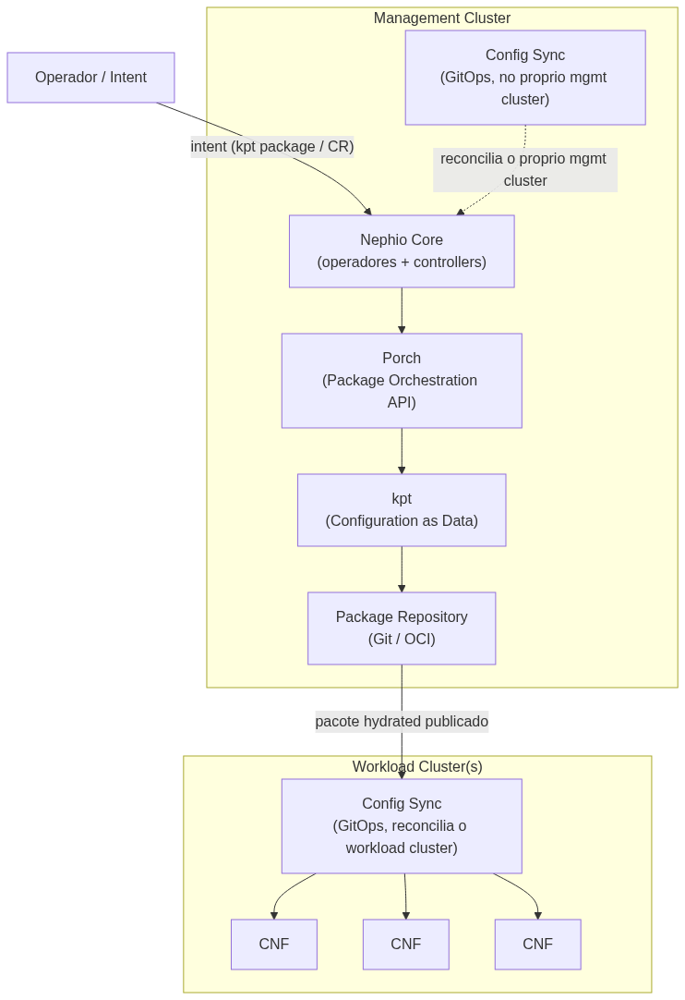 Management Cluster
Config Sync
(GitOps, no proprio mgmt
cluster)
Operador / Intent
intent (kpt package / CR)
reconcilia o proprio mgmt
cluster
Nephio Core
(operadores + controllers)
Porch
(Package Orchestration
API)
kpt
(Configuration as Data)
Package Repository
(Git / OCI)
pacote hydrated publicado
Workload Cluster(s)
Config Sync
(GitOps, reconcilia o
workload cluster)
CNF
CNF
CNF